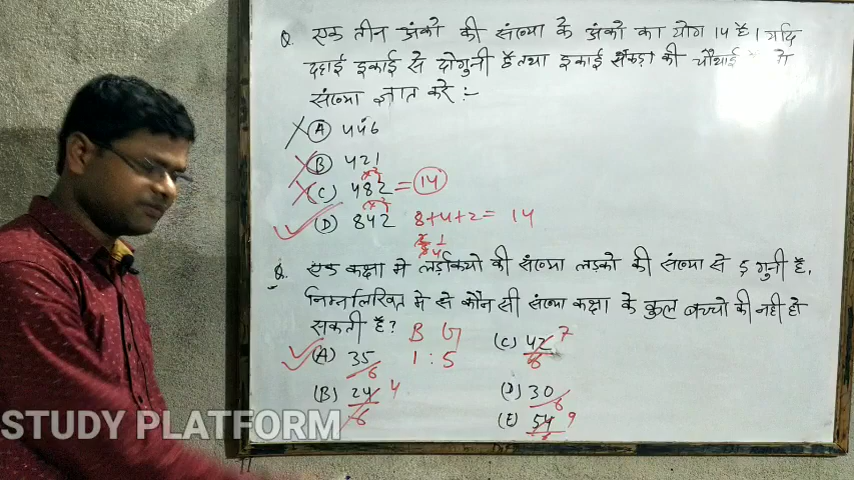 Q. एक तीन अंको की संख्या के अंको का योग 14 है। यदि
दहाई इकाई से दोगुनी है तथा इकाई सैकड़ा की चौथाई तो
संख्या ज्ञात करे :-
(A) 446
(B) 421
(C) 482 = 14
(D) 842 8+4+2= 14
Q. एक कक्षा मे लड़कियो की संख्या लड़को की संख्या से 5 गुनी है,
निम्नलिखित मे से कौन सी संख्या कक्षा के कुल बच्चो की नही हो
सकती है? B G
1 : 5
(A) 35/6
(B) 24/6 4
(C) 42/6 7
(D) 30/6
(E) 54 9
STUDY PLATFORM